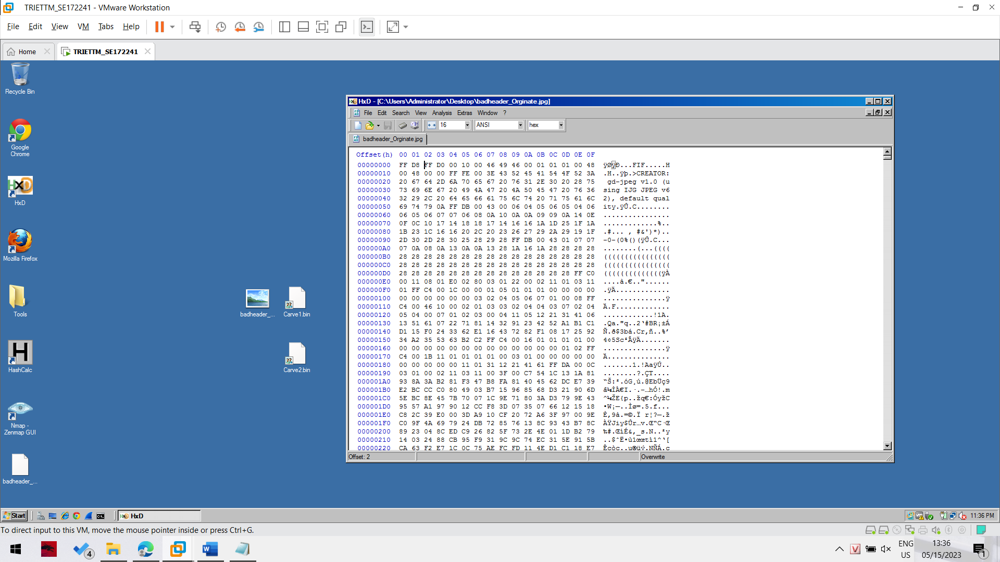 TRIETTM_SE172241 - VMware Workstation
File Edit View VM Tabs Help
Home
TRIETTM_SE172241
Recycle Bin
Google
Chrome
HxD
Mozilla Firefox
Tools
HashCalc
Nmap -
Zenmap GUI
badheader_...
badheader_...
Carve1.bin
Carve2.bin
HxD - [C:\Users\Administrator\Desktop\badheader_Orginate.jpg]
File Edit Search View Analysis Extras Window ?
16 ANSI hex
badheader_Orginate.jpg
Offset(h) 00 01 02 03 04 05 06 07 08 09 0A 0B 0C 0D 0E 0F
00000000 FF D8 FF D0 00 10 00 46 49 46 00 01 01 01 00 48 ÿØÿÐ...FIF.....H
00000010 00 48 00 00 FF FE 00 3E 43 52 45 41 54 4F 52 3A .H..ÿþ.>CREATOR:
00000020 20 67 64 2D 6A 70 65 67 20 76 31 2E 30 20 28 75 gd-jpeg v1.0 (u
00000030 73 69 6E 67 20 49 4A 47 20 4A 50 45 47 20 76 36 sing IJG JPEG v6
00000040 32 29 2C 20 64 65 66 61 75 6C 74 20 71 75 61 6C 2), default qual
00000050 69 74 79 0A FF DB 00 43 00 06 04 05 06 05 04 06 ity.ÿÛ.C........
00000060 06 05 06 07 07 06 08 0A 10 0A 0A 09 09 0A 14 0E ................
00000070 0F 0C 10 17 14 18 18 17 14 16 16 1A 1D 25 1F 1A .............%..
00000080 1B 23 1C 16 16 20 2C 20 23 26 27 29 2A 29 19 1F .#... , #&')*)..
00000090 2D 30 2D 28 30 25 28 29 28 FF DB 00 43 01 07 07 -0-(0%()(ÿÛ.C...
000000A0 07 0A 08 0A 13 0A 0A 13 28 1A 16 1A 28 28 28 28 ........(...((((
000000B0 28 28 28 28 28 28 28 28 28 28 28 28 28 28 28 28 ((((((((((((((((
000000C0 28 28 28 28 28 28 28 28 28 28 28 28 28 28 28 28 ((((((((((((((((
000000D0 28 28 28 28 28 28 28 28 28 28 28 28 28 28 FF C0 ((((((((((((((ÿÀ
000000E0 00 11 08 01 E0 02 80 03 01 22 00 02 11 01 03 11 ....à.€.."......
000000F0 01 FF C4 00 1C 00 00 01 05 01 01 01 00 00 00 00 .ÿÄ.............
00000100 00 00 00 00 00 00 03 02 04 05 06 07 01 00 08 FF ...............ÿ
00000110 C4 00 46 10 00 02 01 03 03 02 04 04 03 07 02 04 Ä.F.............
00000120 05 04 00 07 01 02 03 00 04 11 05 12 21 31 41 06 ............!1A.
00000130 13 51 61 07 22 71 81 14 32 91 23 42 52 A1 B1 C1 .Qa."q..2‘#BR¡±Á
00000140 D1 15 F0 24 33 62 E1 16 43 72 82 F1 08 17 25 92 Ñ.ð$3bá.Cr‚ñ..%’
00000150 34 A2 35 53 63 B2 C2 FF C4 00 16 01 01 01 01 00 4¢5Sc²ÂÿÄ.......
00000160 00 00 00 00 00 00 00 00 00 00 00 00 00 01 02 FF ...............ÿ
00000170 C4 00 1B 11 01 01 01 01 00 03 01 00 00 00 00 00 Ä...............
00000180 00 00 00 00 00 11 01 31 12 21 41 61 FF DA 00 0C .......1.!AaÿÚ..
00000190 03 01 00 02 11 03 11 00 3F 00 C7 54 1C 13 1A 81 ........?.ÇT....
000001A0 93 8A 3A B2 81 F3 47 B8 FA 81 40 45 62 DC E7 39 “Š:².óG¸ú.@EbÜç9
000001B0 E2 BC CC C0 80 49 03 B7 15 96 85 68 D3 21 90 6D â¼ÌÀ€I.·.–…hÓ!.m
000001C0 5E BC 8E 45 7B 70 07 1C 9E 71 80 3A D3 79 9E 43 ^¼ŽE{p..žq€:ÓyžC
000001D0 95 57 A1 97 90 12 CC F8 3D 07 35 07 66 12 15 18 •W¡—..Ìø=.5.f...
000001E0 C8 2C 39 E0 00 3D A9 10 CF 20 72 A6 3F 97 00 9E È,9à.=©.Ï r¦?—.ž
000001F0 C0 9F 4A 69 79 24 DB 72 85 76 13 8C 93 43 B7 8C ÀŸJiy$Ûr…v.Œ“C·Œ
00000200 89 23 04 8C ED C9 26 82 5F 73 2E 4E 01 1D B2 79 ‰#.ŒíÉ&‚_s.N..²y
00000210 14 03 24 88 CB 95 F9 31 9C 9C 74 EC 31 5E 91 5B ..$ˆË•ù1œœtì1^‘[
00000220 CA 63 F2 E7 1C 0C 75 AE FC FD 11 4E D1 C1 18 E7 Êcòç..u®üý.NÑÁ.ç
Offset: 2 Overwrite
Start HxD 11:36 PM
To direct input to this VM, move the mouse pointer inside or press Ctrl+G.
4
ENG
US
13:36
05/15/2023
1